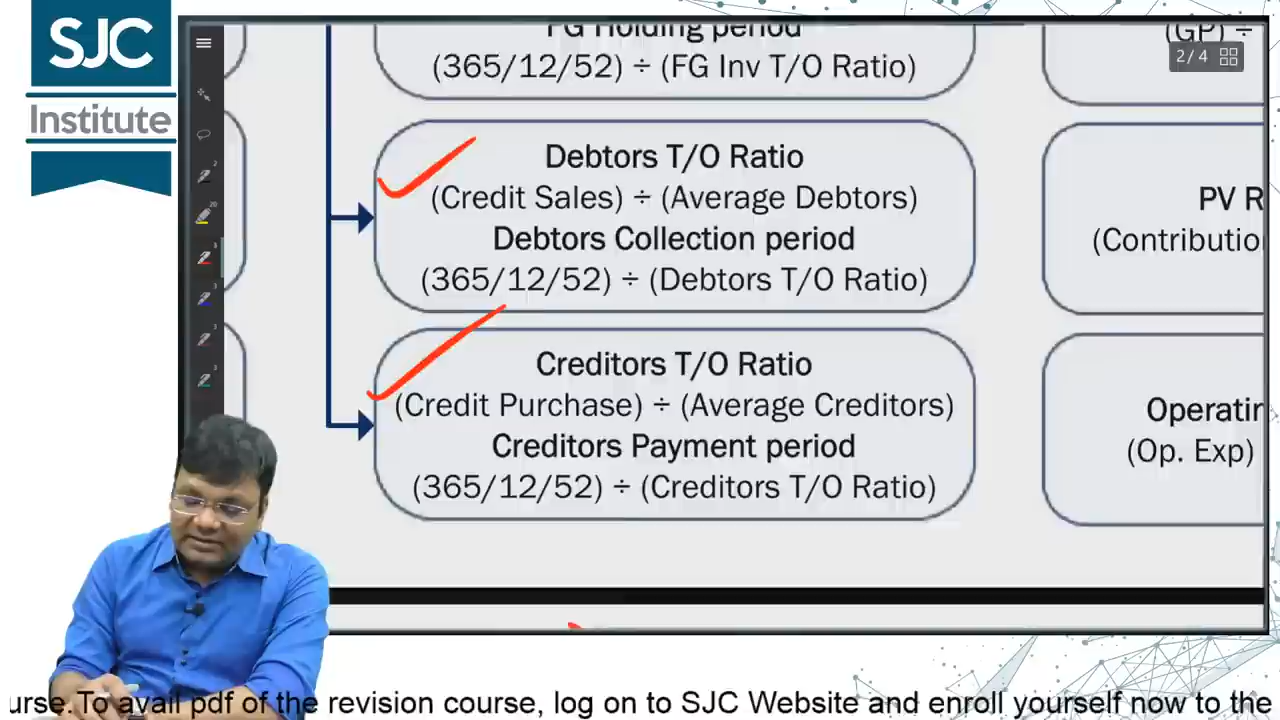 SJC
Institute
FG Holding period
(365/12/52) ÷ (FG Inv T/O Ratio)
(GP) ÷
2/4
Debtors T/O Ratio
(Credit Sales) ÷ (Average Debtors)
Debtors Collection period
(365/12/52) ÷ (Debtors T/O Ratio)
PV R
(Contributio
Creditors T/O Ratio
(Credit Purchase) ÷ (Average Creditors)
Creditors Payment period
(365/12/52) ÷ (Creditors T/O Ratio)
Operatin
(Op. Exp)
urse. To avail pdf of the revision course, log on to SJC Website and enroll yourself now to the